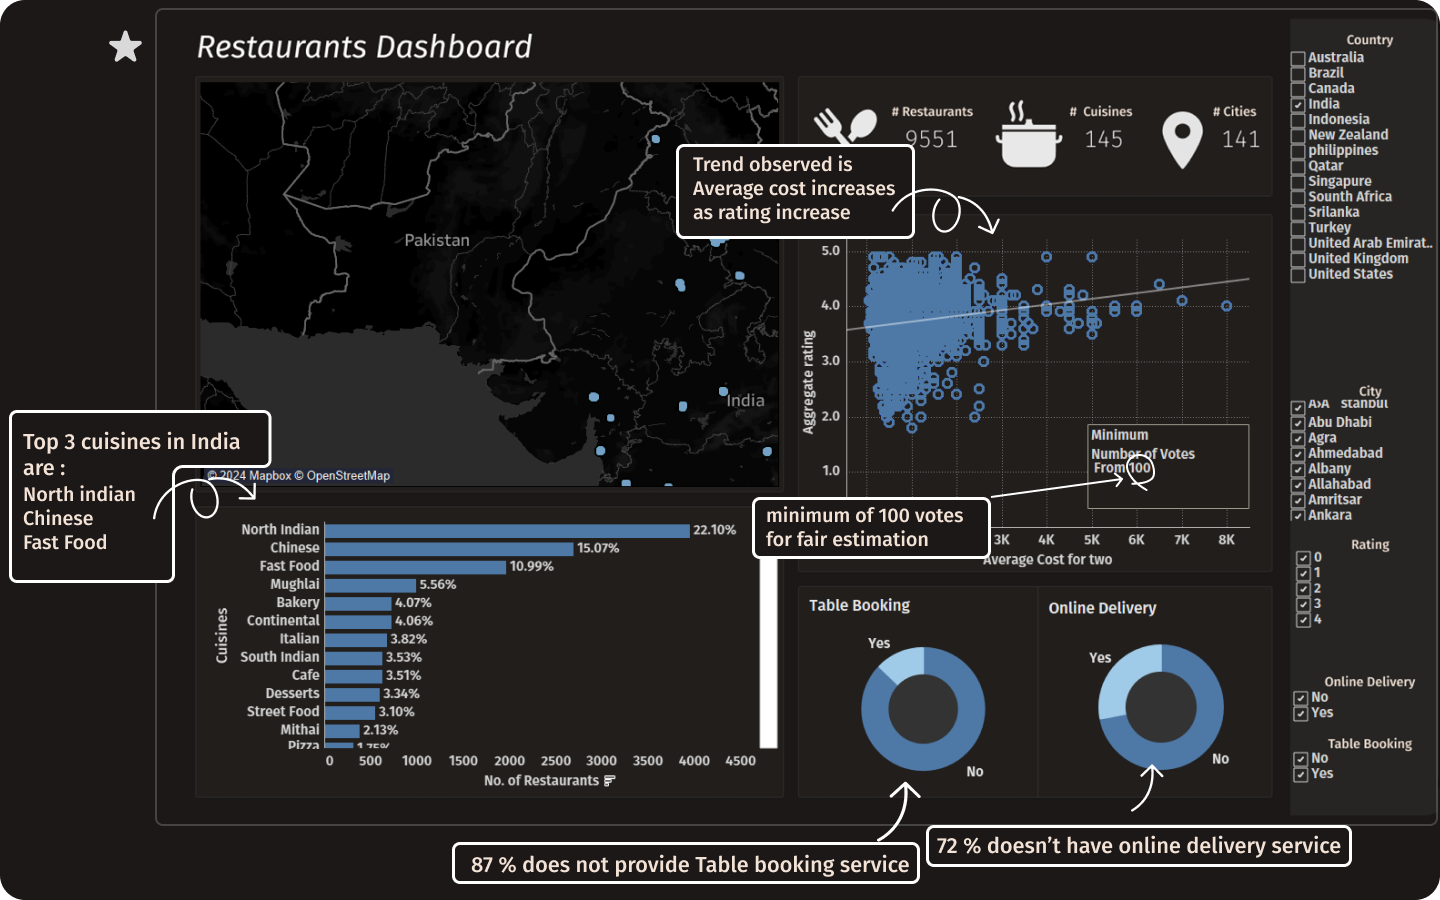 Restaurants Dashboard
Pakistan
India
© 2024 Mapbox © OpenStreetMap
# Restaurants
9551
# Cuisines
145
# Cities
141
Trend observed is
Average cost increases
as rating increase
Aggregate rating
5.0
4.0
3.0
2.0
1.0
Minimum
Number of Votes
From 100
minimum of 100 votes
for fair estimation
3K 4K 5K 6K 7K 8K
Average Cost for two
Top 3 cuisines in India
are :
North indian
Chinese
Fast Food
Cuisines
North Indian 22.10%
Chinese 15.07%
Fast Food 10.99%
Mughlai 5.56%
Bakery 4.07%
Continental 4.06%
Italian 3.82%
South Indian 3.53%
Cafe 3.51%
Desserts 3.34%
Street Food 3.10%
Mithai 2.13%
Pizza 1.75%
0 500 1000 1500 2000 2500 3000 3500 4000 4500
No. of Restaurants
Table Booking
Yes
No
Online Delivery
Yes
No
87 % does not provide Table booking service
72 % doesn’t have online delivery service
Country
Australia
Brazil
Canada
India
Indonesia
New Zealand
philippines
Qatar
Singapure
Sounth Africa
Srilanka
Turkey
United Arab Emirat..
United Kingdom
United States
City
Abu Dhabi
Agra
Ahmedabad
Albany
Allahabad
Amritsar
Ankara
Rating
0
1
2
3
4
Online Delivery
No
Yes
Table Booking
No
Yes